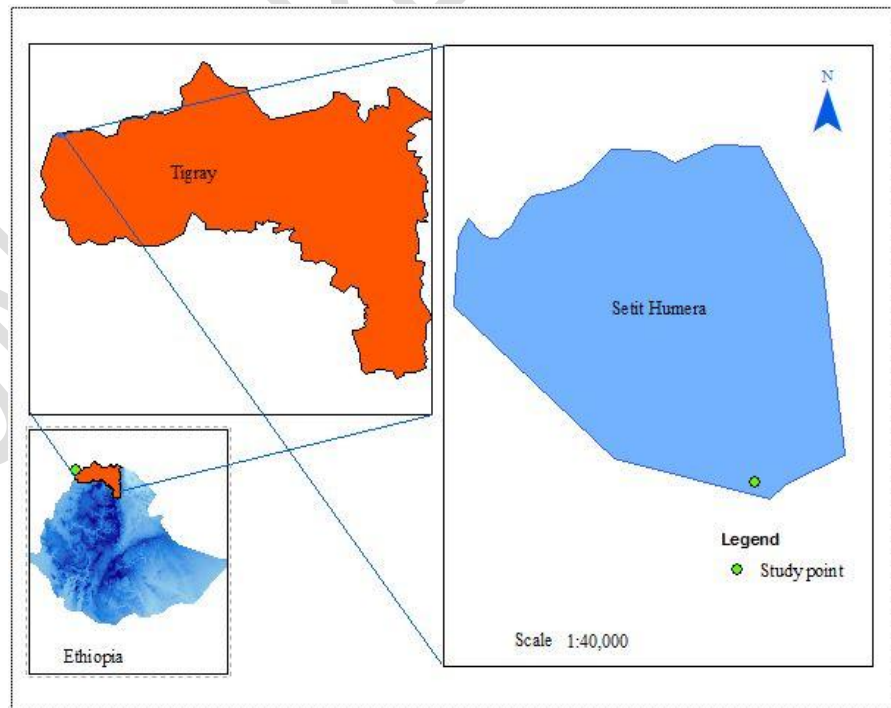 N
Tigray
Setit Humera
Legend
Study point
Scale 1:40,000
Ethiopia